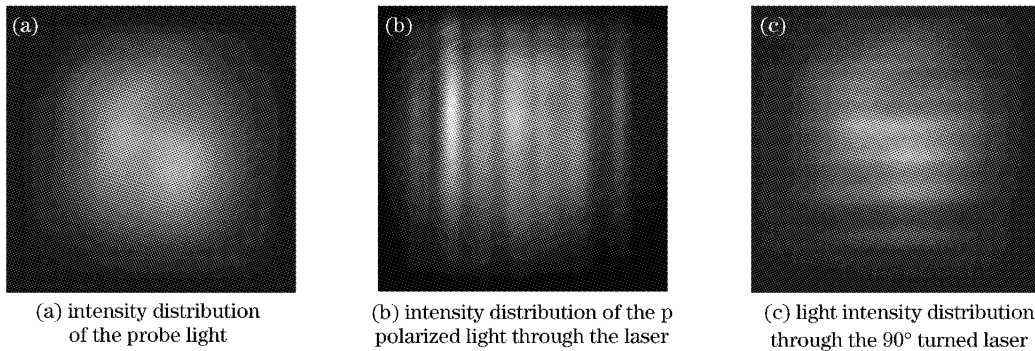 (a)
(b)
(c)
(a) intensity distribution
of the probe light
(b) intensity distribution of the p
polarized light through the laser
(c) light intensity distribution
through the 90° turned laser